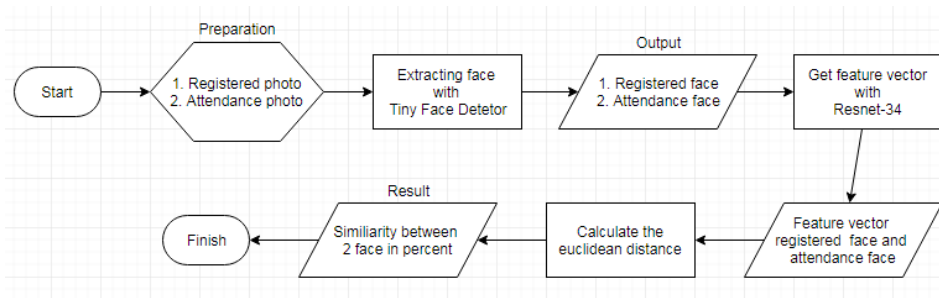 Preparation
Start
1. Registered photo
2. Attendance photo
Extracting face
with
Tiny Face Detetor
Output
1. Registered face
2. Attendance face
Get feature vector
with
Resnet-34
Feature vector
registered face and
attendance face
Calculate the
euclidean distance
Result
Similiarity between
2 face in percent
Finish